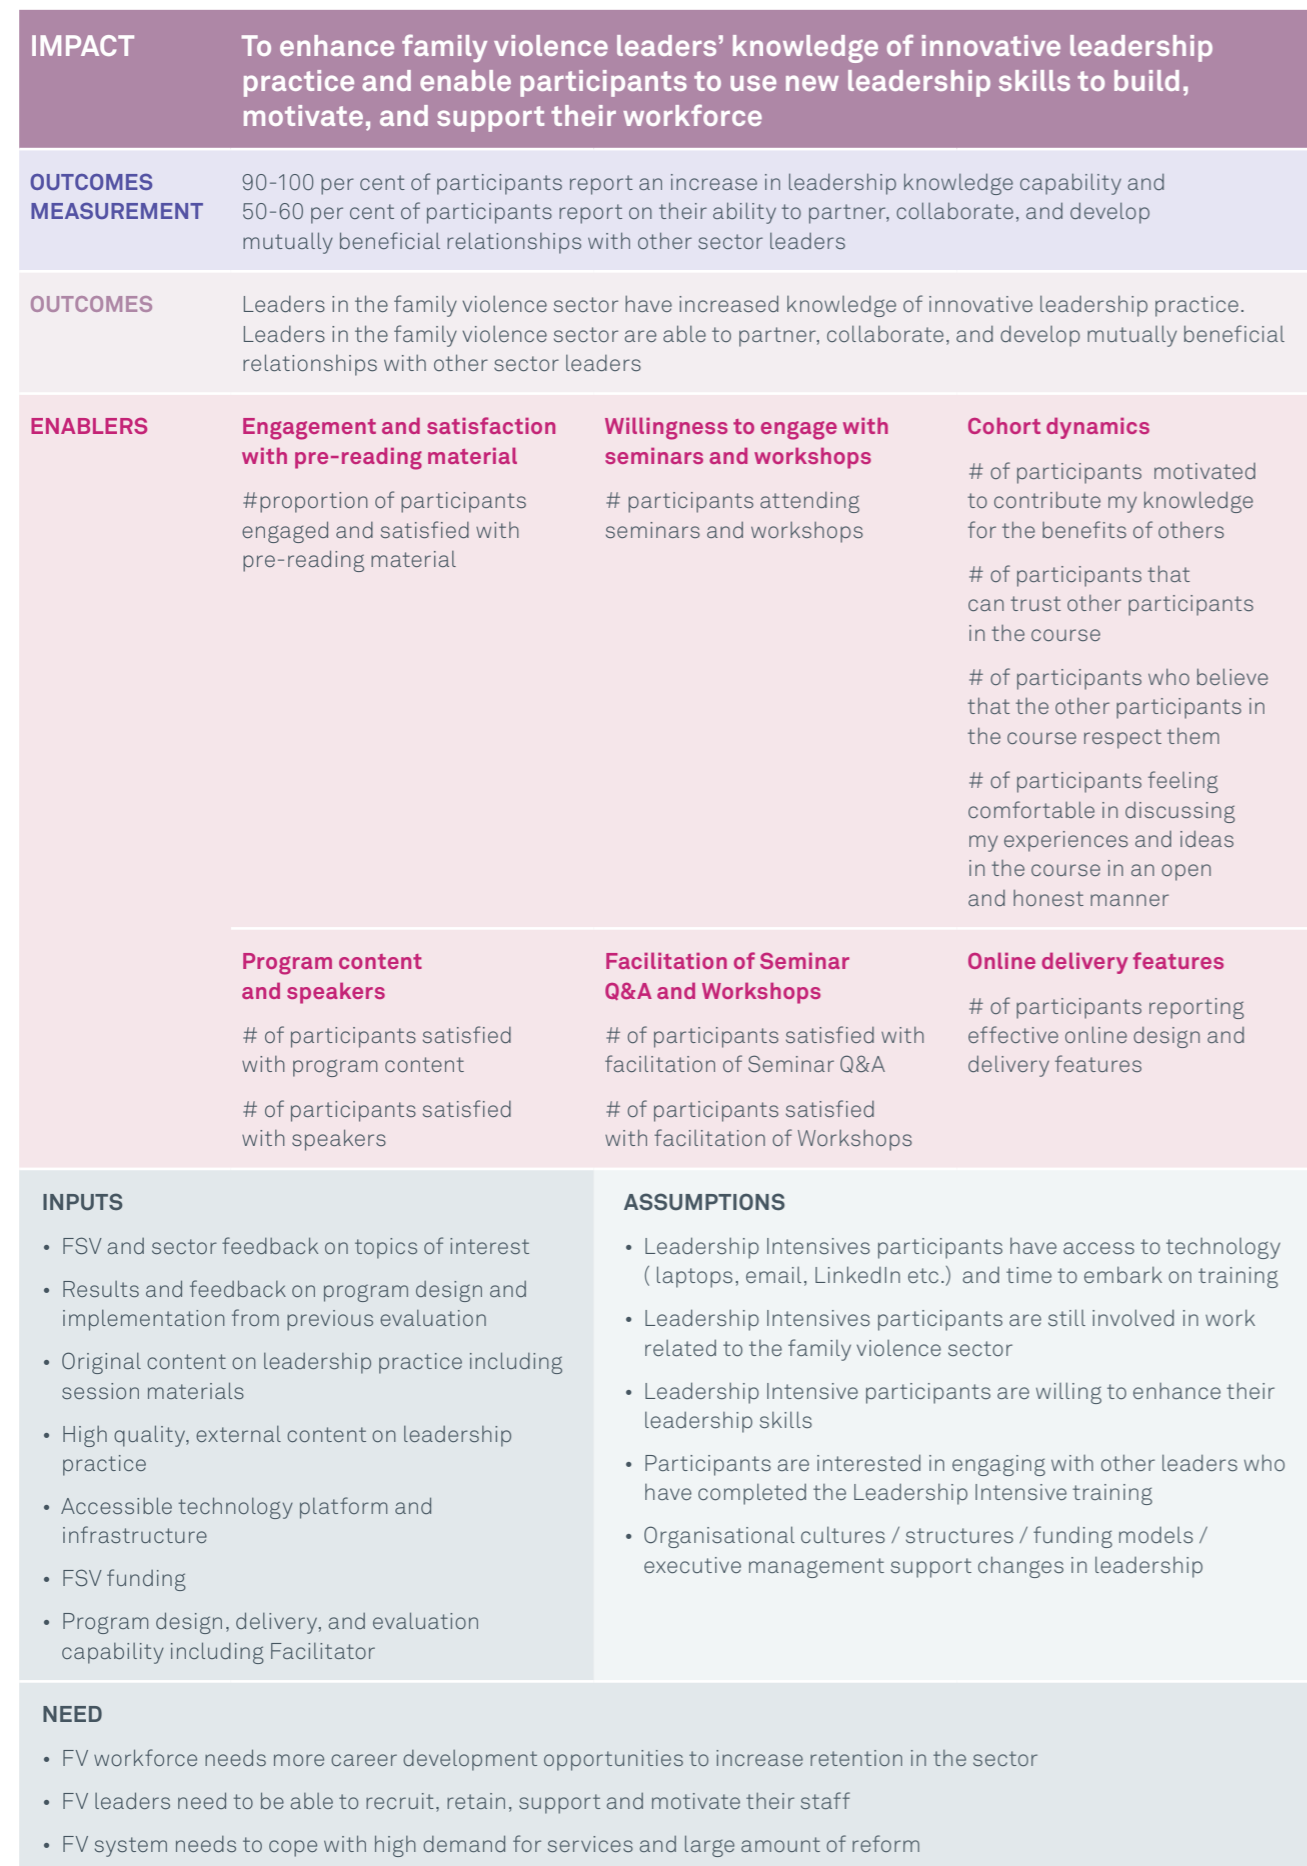 IMPACT
To enhance family violence leaders’ knowledge of innovative leadership
practice and enable participants to use new leadership skills to build,
motivate, and support their workforce
OUTCOMES
MEASUREMENT
90-100 per cent of participants report an increase in leadership knowledge capability and
50-60 per cent of participants report on their ability to partner, collaborate, and develop
mutually beneficial relationships with other sector leaders
OUTCOMES
Leaders in the family violence sector have increased knowledge of innovative leadership practice.
Leaders in the family violence sector are able to partner, collaborate, and develop mutually beneficial
relationships with other sector leaders
ENABLERS
Engagement and satisfaction
with pre-reading material
#proportion of participants
engaged and satisfied with
pre-reading material
Willingness to engage with
seminars and workshops
# participants attending
seminars and workshops
Cohort dynamics
# of participants motivated
to contribute my knowledge
for the benefits of others
# of participants that
can trust other participants
in the course
# of participants who believe
that the other participants in
the course respect them
# of participants feeling
comfortable in discussing
my experiences and ideas
in the course in an open
and honest manner
Program content
and speakers
# of participants satisfied
with program content
# of participants satisfied
with speakers
Facilitation of Seminar
Q&A and Workshops
# of participants satisfied with
facilitation of Seminar Q&A
# of participants satisfied
with facilitation of Workshops
Online delivery features
# of participants reporting
effective online design and
delivery features
INPUTS
• FSV and sector feedback on topics of interest
• Results and feedback on program design and
implementation from previous evaluation
• Original content on leadership practice including
session materials
• High quality, external content on leadership
practice
• Accessible technology platform and
infrastructure
• FSV funding
• Program design, delivery, and evaluation
capability including Facilitator
ASSUMPTIONS
• Leadership Intensives participants have access to technology
( laptops, email, LinkedIn etc.) and time to embark on training
• Leadership Intensives participants are still involved in work
related to the family violence sector
• Leadership Intensive participants are willing to enhance their
leadership skills
• Participants are interested in engaging with other leaders who
have completed the Leadership Intensive training
• Organisational cultures / structures / funding models /
executive management support changes in leadership
NEED
• FV workforce needs more career development opportunities to increase retention in the sector
• FV leaders need to be able to recruit, retain, support and motivate their staff
• FV system needs to cope with high demand for services and large amount of reform